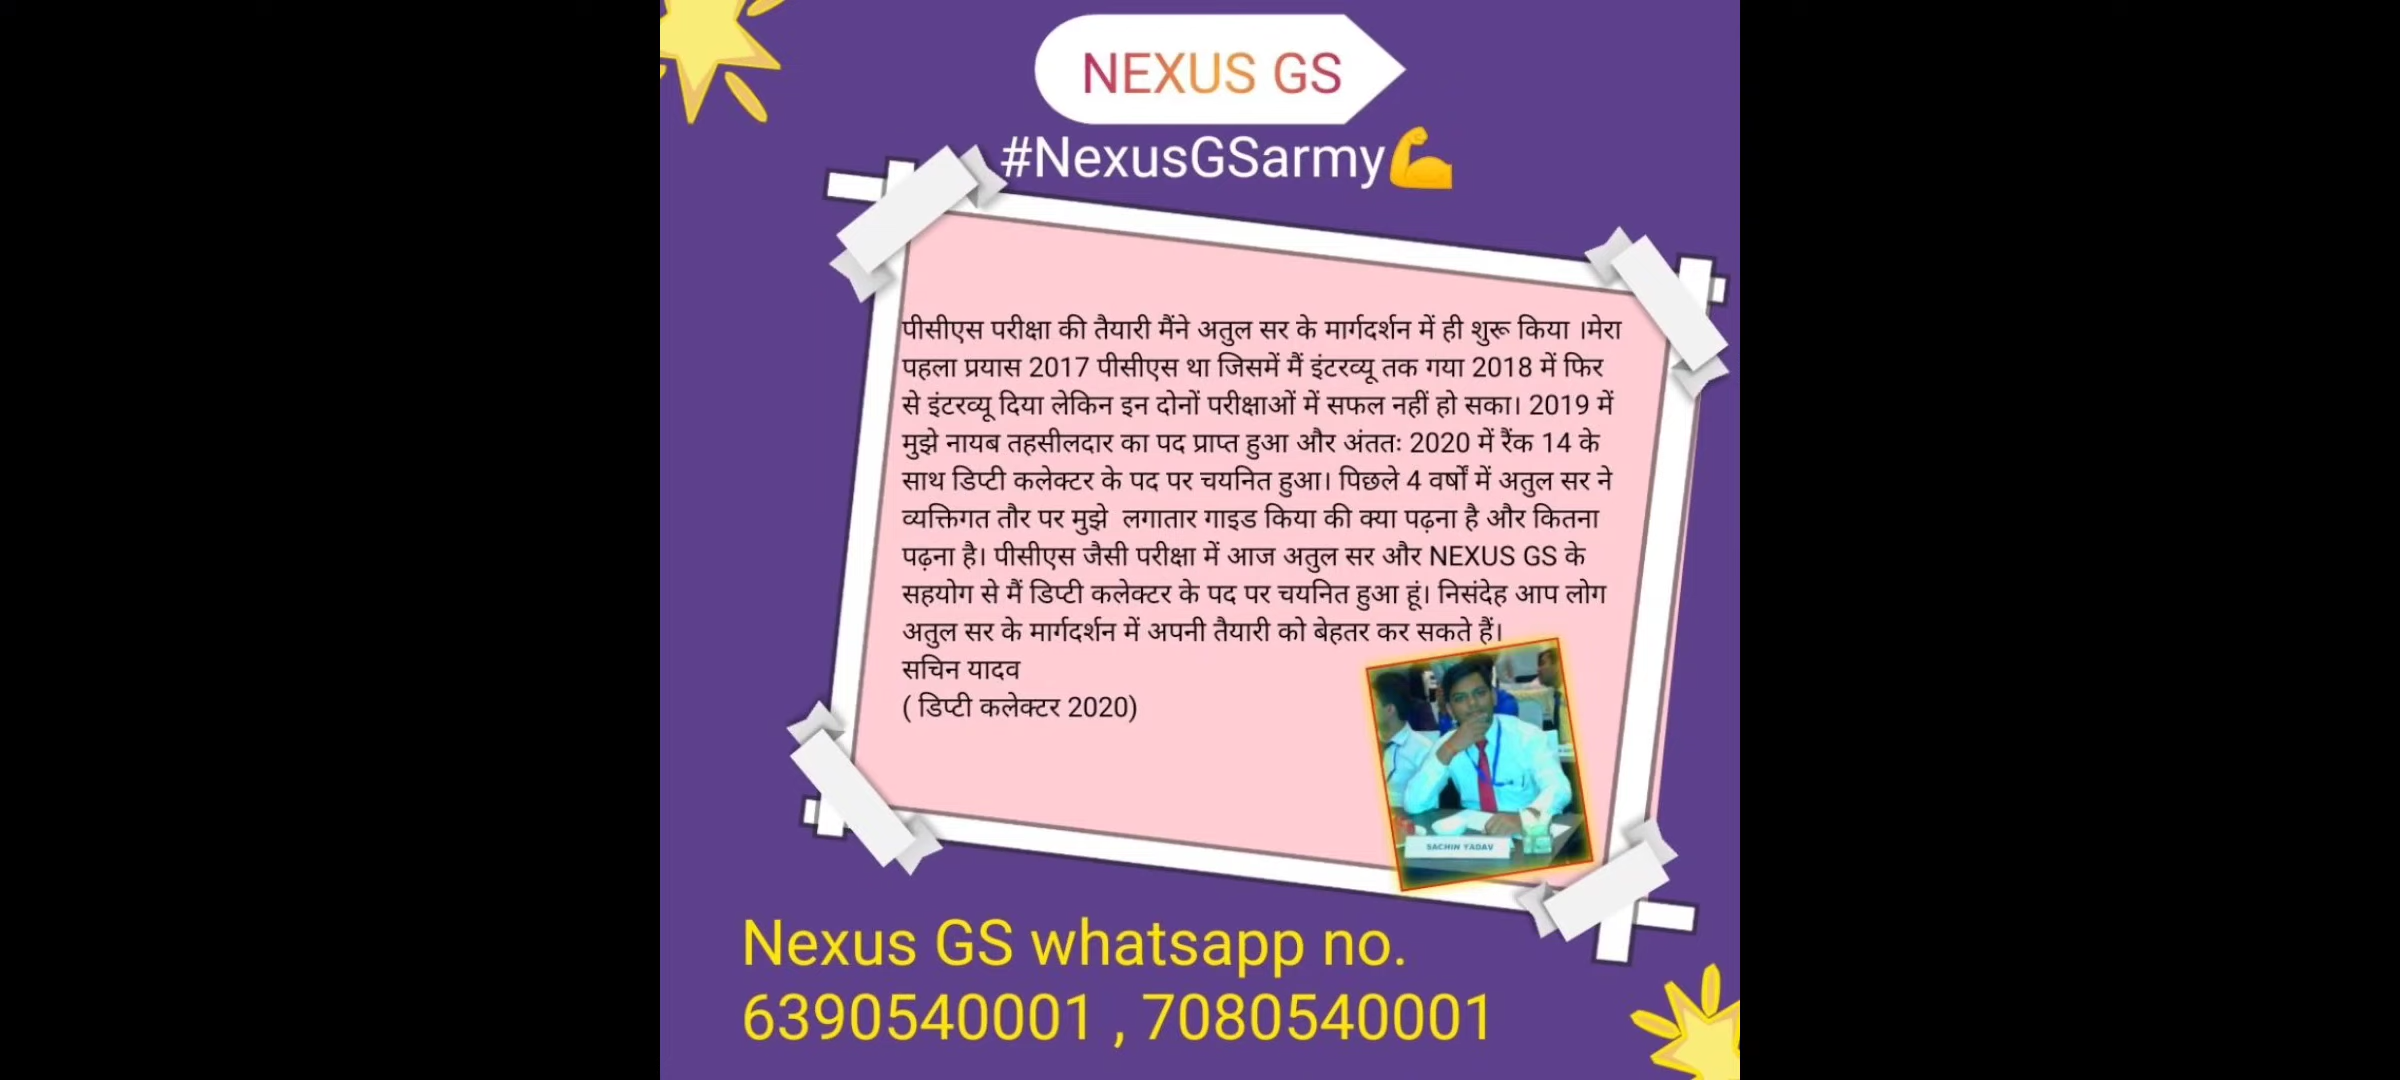 NEXUS GS
#NexusGSarmy💪
पीसीएस परीक्षा की तैयारी मैंने अतुल सर के मार्गदर्शन में ही शुरू किया ।मेरा
पहला प्रयास 2017 पीसीएस था जिसमें मैं इंटरव्यू तक गया 2018 में फिर
से इंटरव्यू दिया लेकिन इन दोनों परीक्षाओं में सफल नहीं हो सका। 2019 में
मुझे नायब तहसीलदार का पद प्राप्त हुआ और अंततः 2020 में रैंक 14 के
साथ डिप्टी कलेक्टर के पद पर चयनित हुआ। पिछले 4 वर्षों में अतुल सर ने
व्यक्तिगत तौर पर मुझे  लगातार गाइड किया की क्या पढ़ना है और कितना
पढ़ना है। पीसीएस जैसी परीक्षा में आज अतुल सर और NEXUS GS के
सहयोग से मैं डिप्टी कलेक्टर के पद पर चयनित हुआ हूं। निसंदेह आप लोग
अतुल सर के मार्गदर्शन में अपनी तैयारी को बेहतर कर सकते हैं।
सचिन यादव
( डिप्टी कलेक्टर 2020)
SACHIN YADAV
Nexus GS whatsapp no.
6390540001 , 7080540001